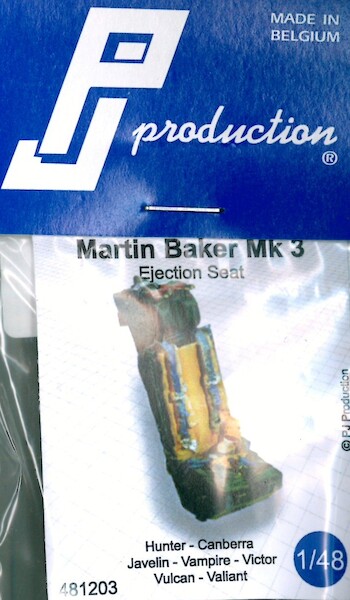 MADE IN
BELGIUM
PJ
production
®
Martin Baker Mk 3
Ejection Seat
© PJ Production
Hunter - Canberra
Javelin - Vampire - Victor
Vulcan - Valiant
1/48
481203